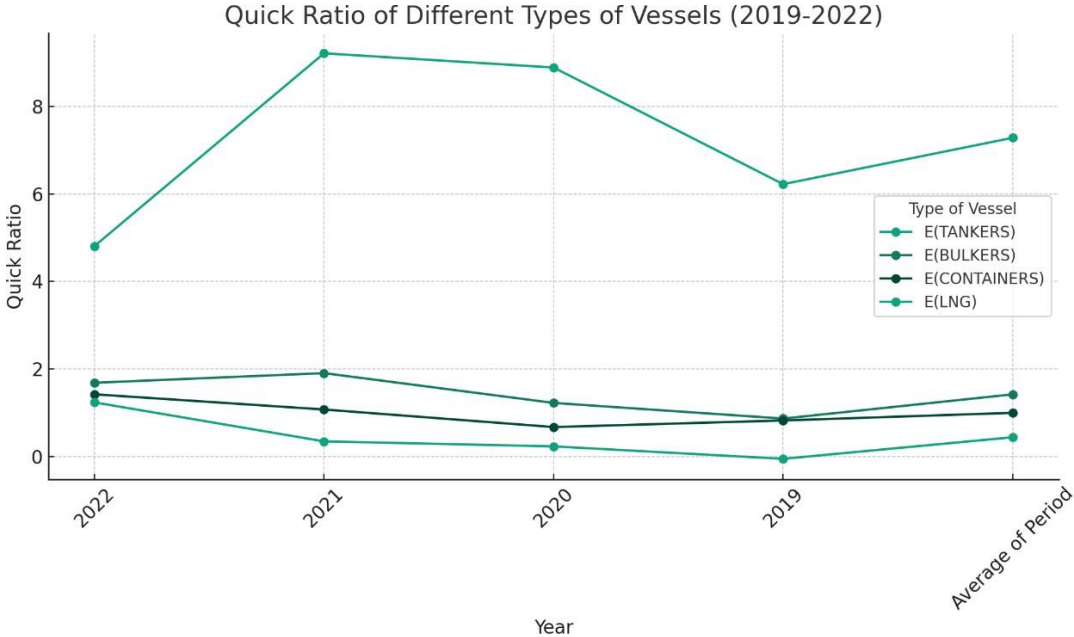 Quick Ratio of Different Types of Vessels (2019-2022)
8
6
4
2
0
Quick Ratio
Type of Vessel
E(TANKERS)
E(BULKERS)
E(CONTAINERS)
E(LNG)
2022
2021
2020
2019
Average of Period
Year